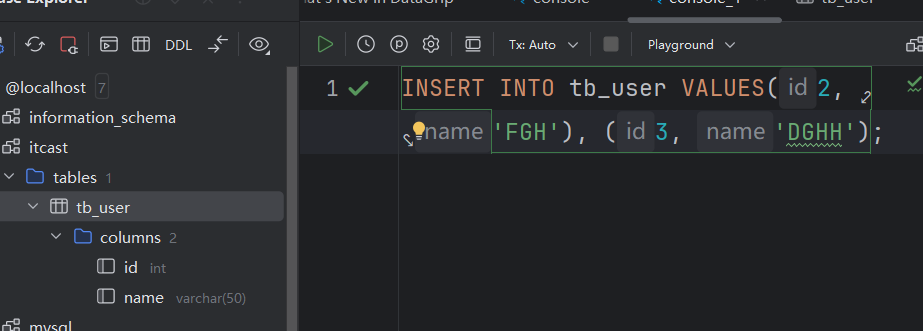 Explorer
What's New in DataGrip
console
console_1
tb_user
DDL
Tx: Auto
Playground
@localhost 7
information_schema
itcast
tables 1
tb_user
columns 2
id int
name varchar(50)
mysql
1
INSERT INTO tb_user VALUES( id 2,
name 'FGH'), ( id 3, name 'DGHH');